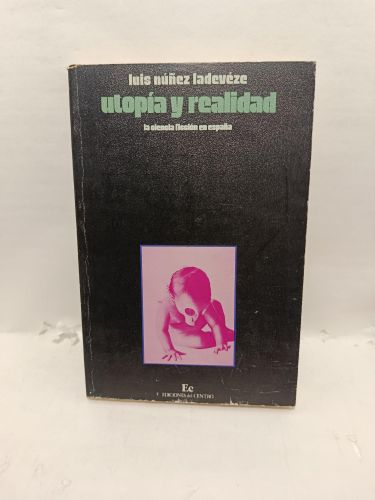 luis núñez ladevéze
utopía y realidad
la ciencia ficción en españa
Ec
EDICIONES del CENTRO